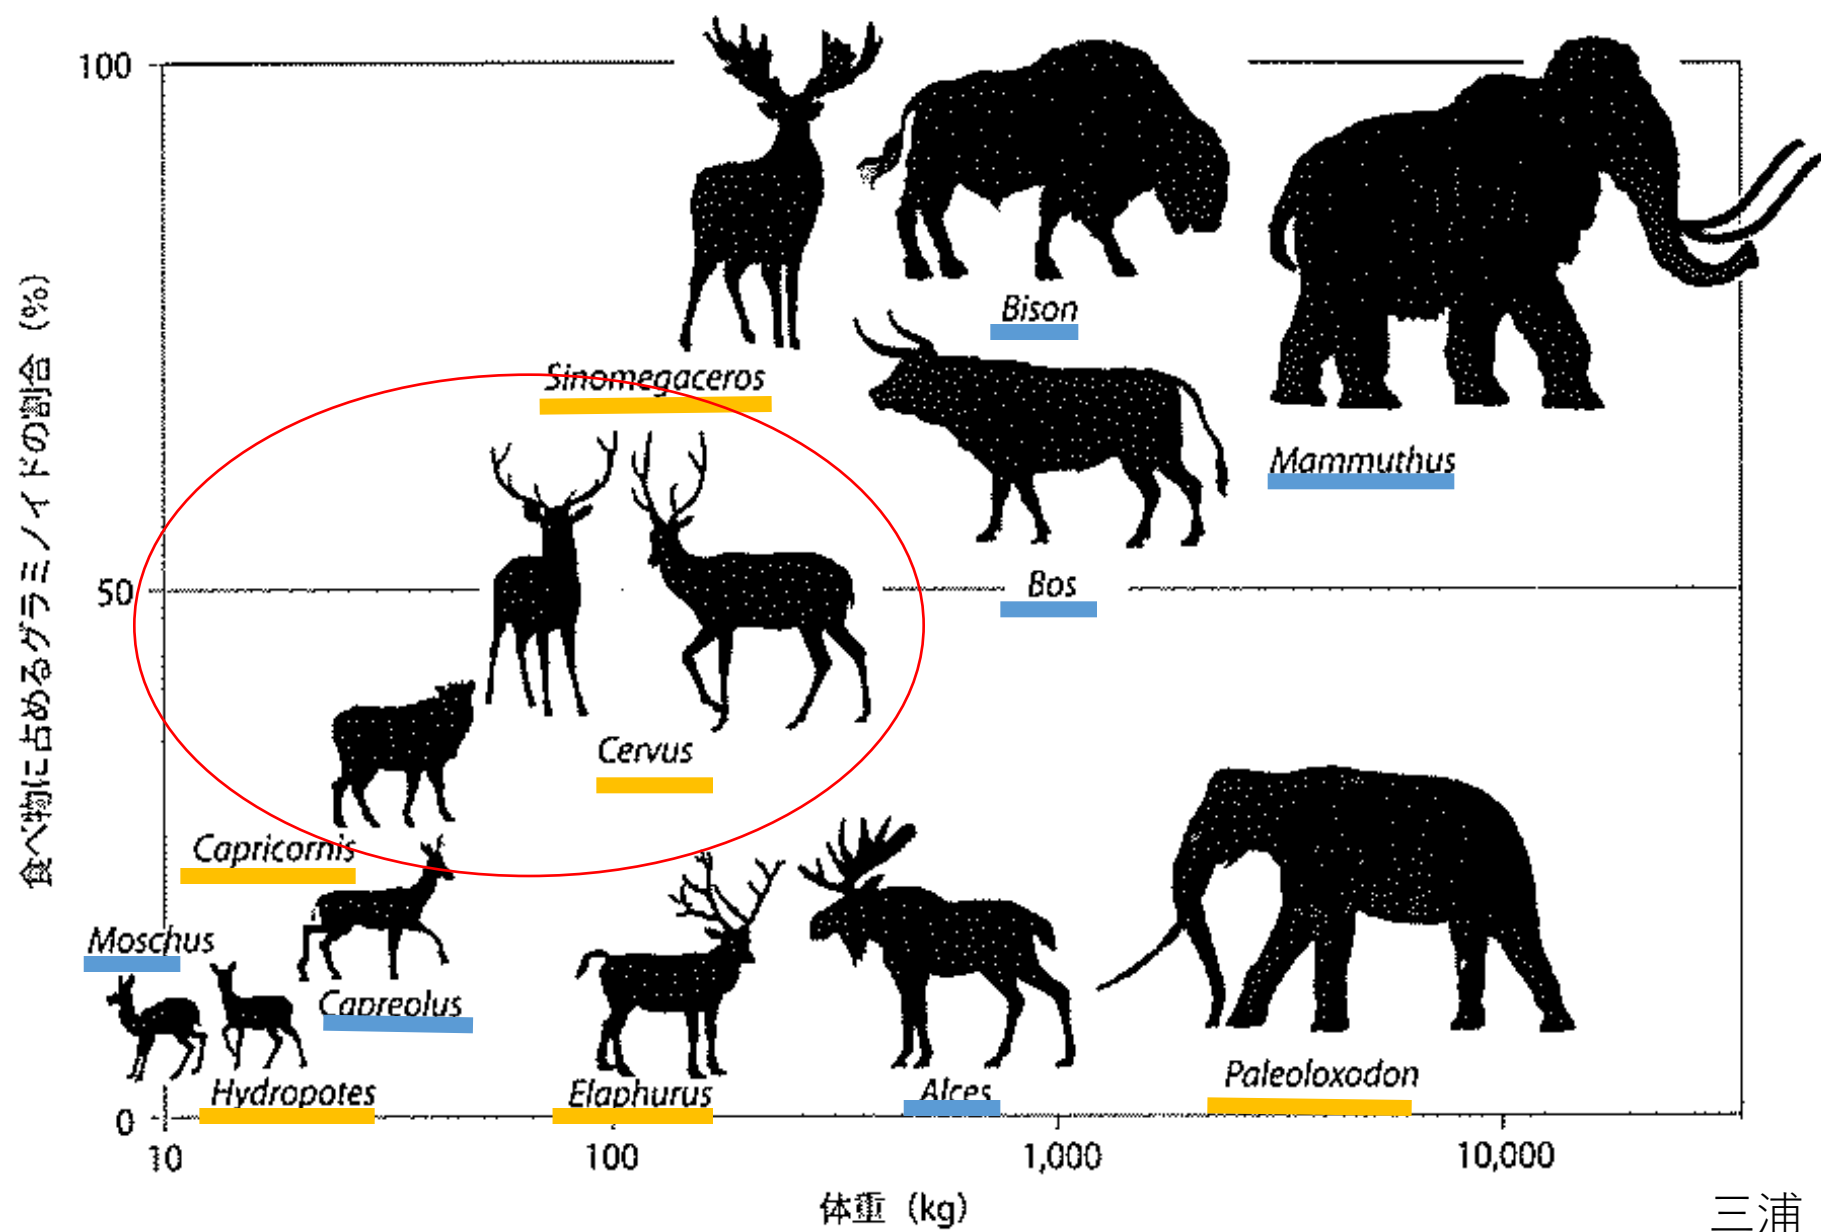 100
Bison
Sinomegaceros
Mammuthus
食べ物に占めるグラミノイドの割合 (%)
50
Bos
Cervus
Capricornis
Moschus
Capreolus
Paleoloxodon
Hydropotes
Elaphurus
Alces
0
10
100
1,000
10,000
体重 (kg)
三浦